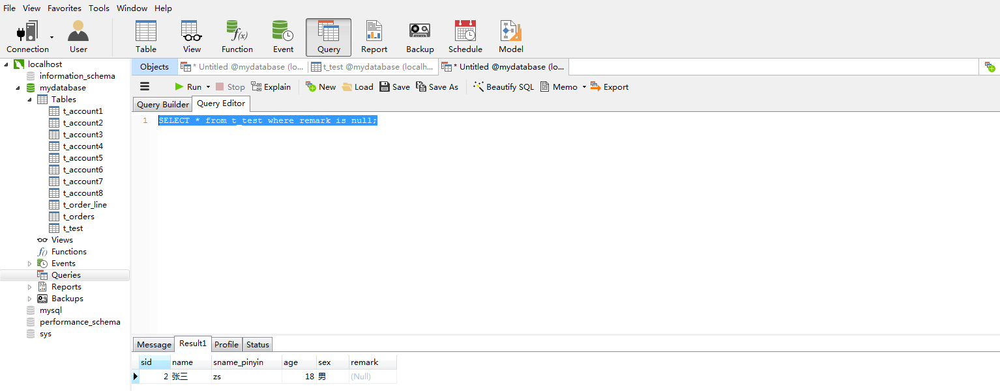 File View Favorites Tools Window Help
Connection User Table View Function Event Query Report Backup Schedule Model
localhost
information_schema
mydatabase
Tables
t_account1
t_account2
t_account3
t_account4
t_account5
t_account6
t_account7
t_account8
t_order_line
t_orders
t_test
Views
Functions
Events
Queries
Reports
Backups
mysql
performance_schema
sys
Objects * Untitled @mydatabase (lo... t_test @mydatabase (localh... * Untitled @mydatabase (lo...
Run Stop Explain New Load Save Save As Beautify SQL Memo Export
Query Builder Query Editor
1 SELECT * from t_test where remark is null;
Message Result1 Profile Status
sid name sname_pinyin age sex remark
2 张三 zs 18 男 (Null)